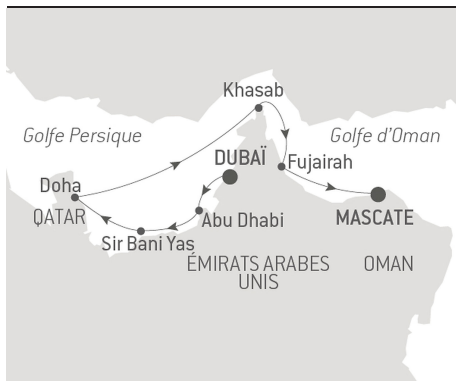 Khasab
Golfe Persique
Golfe d'Oman
DUBAÏ
Fujairah
Doha
QATAR
Abu Dhabi
MASCATE
Sir Bani Yas
ÉMIRATS ARABES
UNIS
OMAN